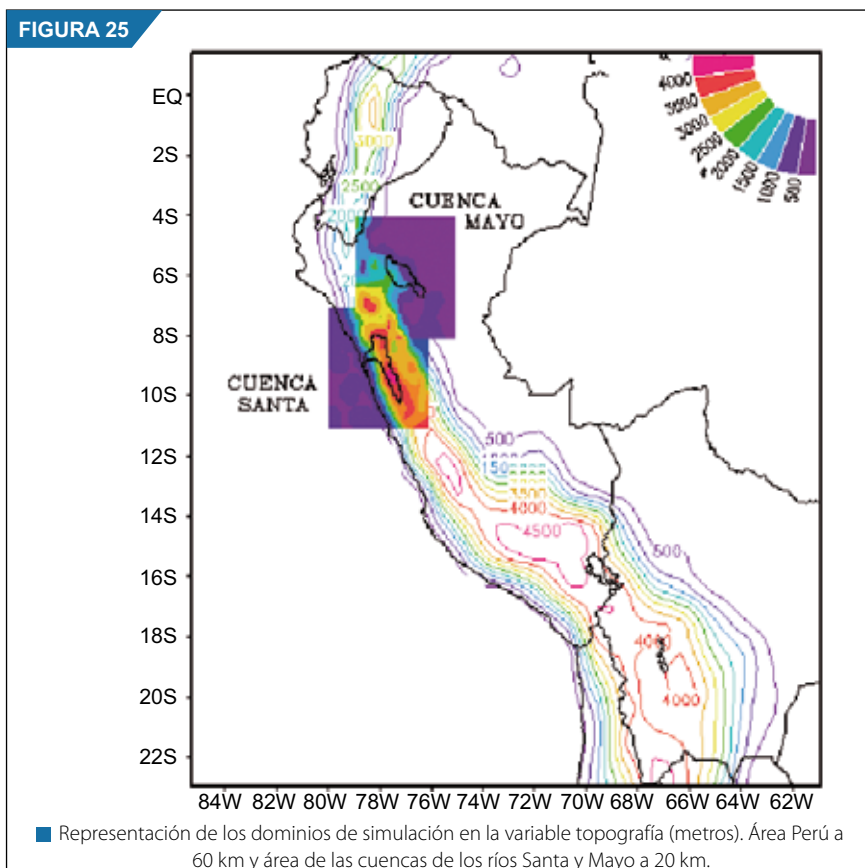 FIGURA 25
EQ
2S
4S
6S
8S
10S
12S
14S
16S
18S
20S
22S
84W 82W 80W 78W 76W 74W 72W 70W 68W 66W 64W 62W
4000
3500
3000
2500
2000
1500
1000
500
3000
2500
2000
CUENCA
MAYO
CUENCA
SANTA
500
3500
4000
4500
500
4000
4000
Representación de los dominios de simulación en la variable topografía (metros). Área Perú a
60 km y área de las cuencas de los ríos Santa y Mayo a 20 km.